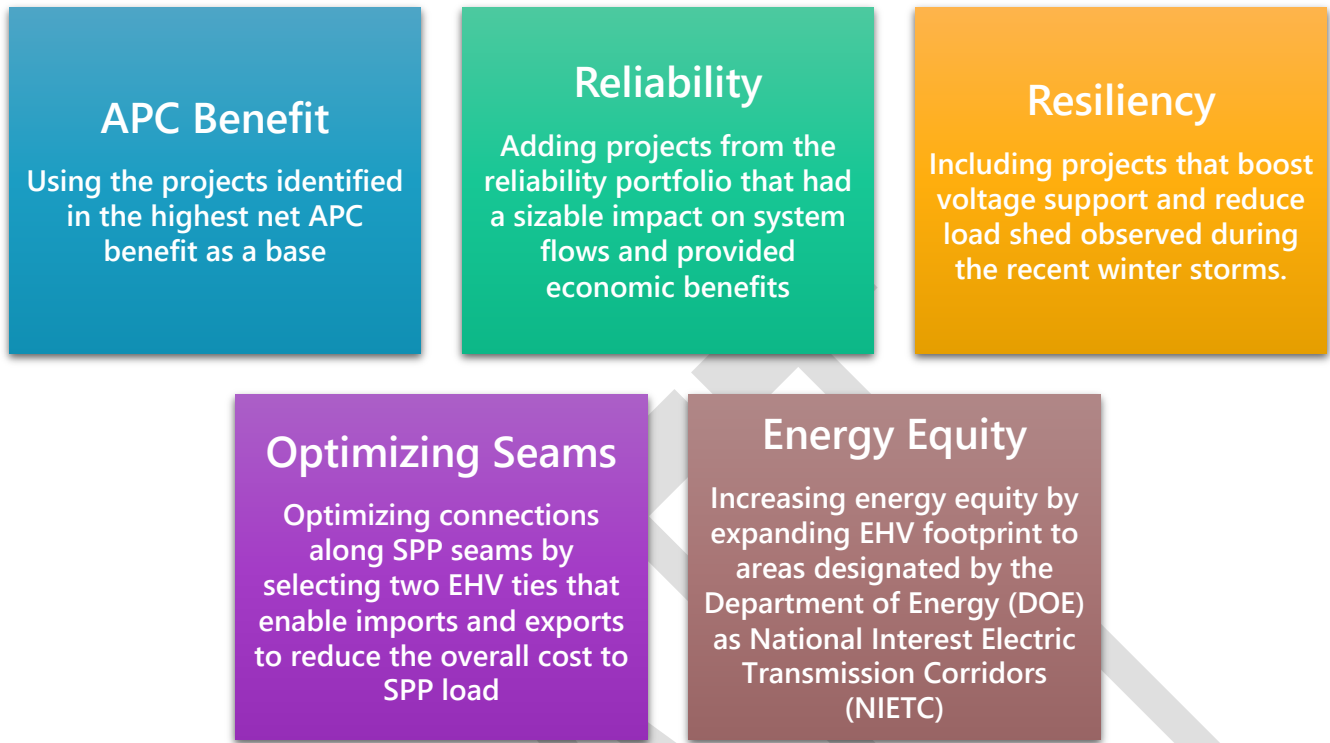 APC Benefit
Using the projects identified
in the highest net APC
benefit as a base
Reliability
Adding projects from the
reliability portfolio that had
a sizable impact on system
flows and provided
economic benefits
Resiliency
Including projects that boost
voltage support and reduce
load shed observed during
the recent winter storms.
Optimizing Seams
Optimizing connections
along SPP seams by
selecting two EHV ties that
enable imports and exports
to reduce the overall cost to
SPP load
Energy Equity
Increasing energy equity by
expanding EHV footprint to
areas designated by the
Department of Energy (DOE)
as National Interest Electric
Transmission Corridors
(NIETC)